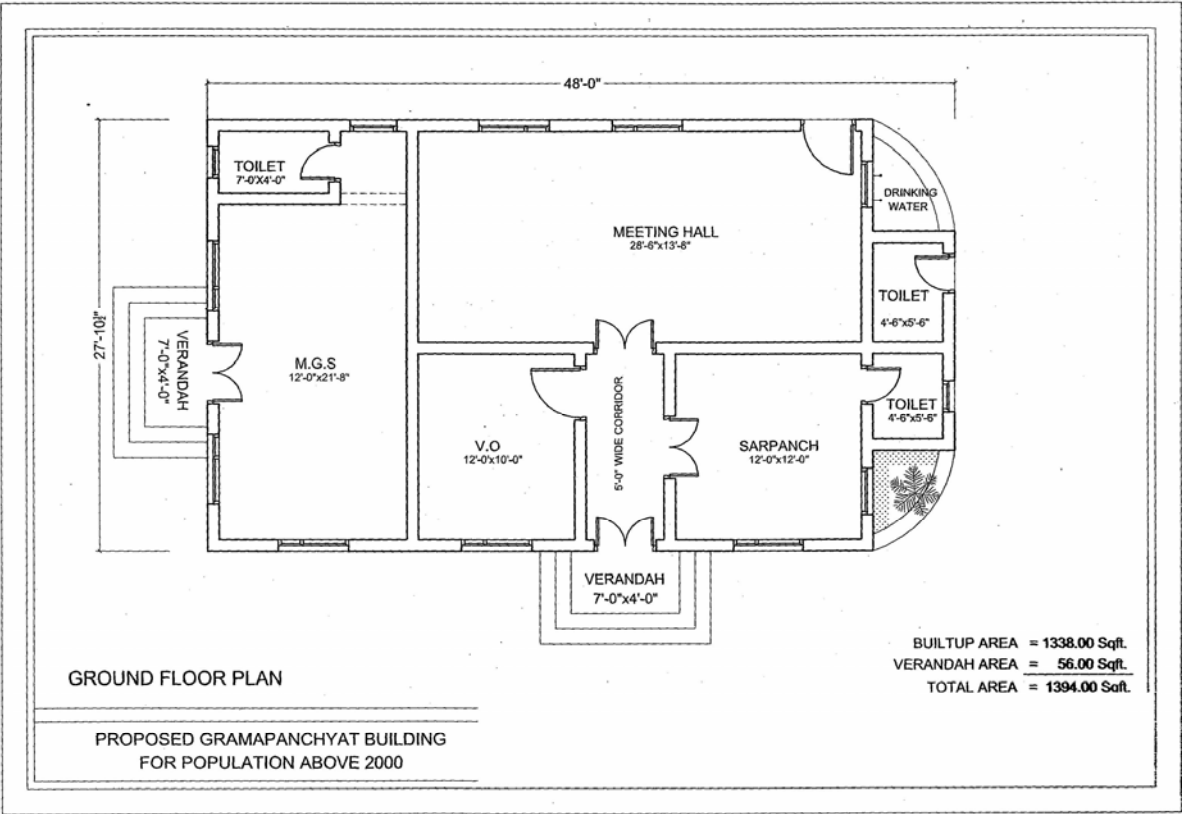 48'-0"
27'-10½"
TOILET
7'-0'X4'-0"
DRINKING
WATER
MEETING HALL
28'-6"x13'-6"
TOILET
4'-6"x5'-6"
VERANDAH
7'-0"x4'-0"
M.G.S
12'-0"x21'-8"
V.O
12'-0'x10'-0"
5'-0" WIDE CORRIDOR
SARPANCH
12'-0"x12'-0"
TOILET
4'-6"x5'-6"
VERANDAH
7'-0"x4'-0"
BUILTUP AREA = 1338.00 Sqft.
VERANDAH AREA = 56.00 Sqft.
TOTAL AREA = 1394.00 Sqft.
GROUND FLOOR PLAN
PROPOSED GRAMAPANCHYAT BUILDING
FOR POPULATION ABOVE 2000